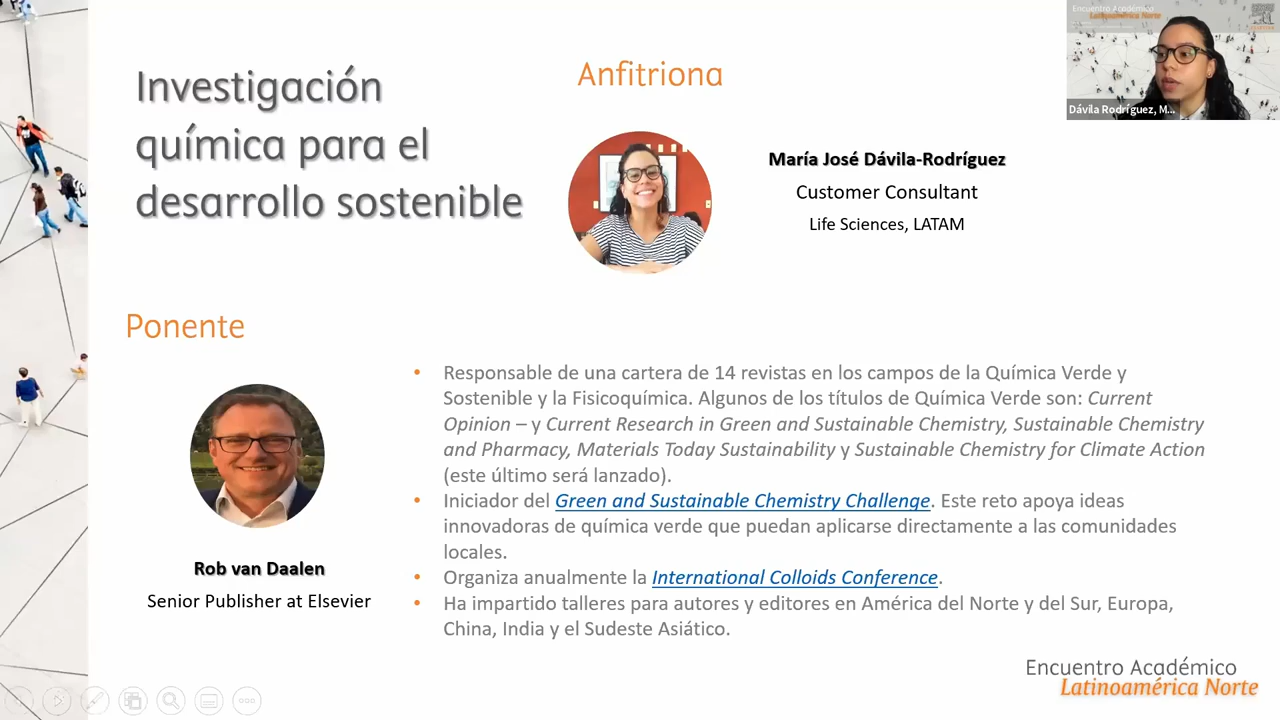 Investigación
química para el
desarrollo sostenible
Anfitriona
María José Dávila-Rodríguez
Customer Consultant
Life Sciences, LATAM
Encuentro Académico
Latinoamérica Norte
Dávila Rodríguez, M...
Ponente
Rob van Daalen
Senior Publisher at Elsevier
• Responsable de una cartera de 14 revistas en los campos de la Química Verde y
Sostenible y la Fisicoquímica. Algunos de los títulos de Química Verde son: Current
Opinion – y Current Research in Green and Sustainable Chemistry, Sustainable Chemistry
and Pharmacy, Materials Today Sustainability y Sustainable Chemistry for Climate Action
(este último será lanzado).
• Iniciador del Green and Sustainable Chemistry Challenge. Este reto apoya ideas
innovadoras de química verde que puedan aplicarse directamente a las comunidades
locales.
• Organiza anualmente la International Colloids Conference.
• Ha impartido talleres para autores y editores en América del Norte y del Sur, Europa,
China, India y el Sudeste Asiático.
Encuentro Académico
Latinoamérica Norte